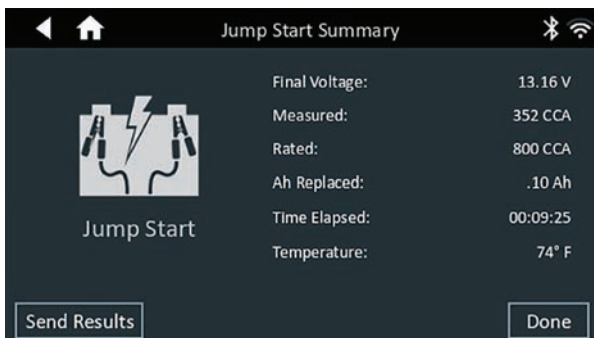 Jump Start Summary
Final Voltage: 13.16 V
Measured: 352 CCA
Rated: 800 CCA
Ah Replaced: .10 Ah
Time Elapsed: 00:09:25
Temperature: 74° F
Jump Start
Send Results
Done